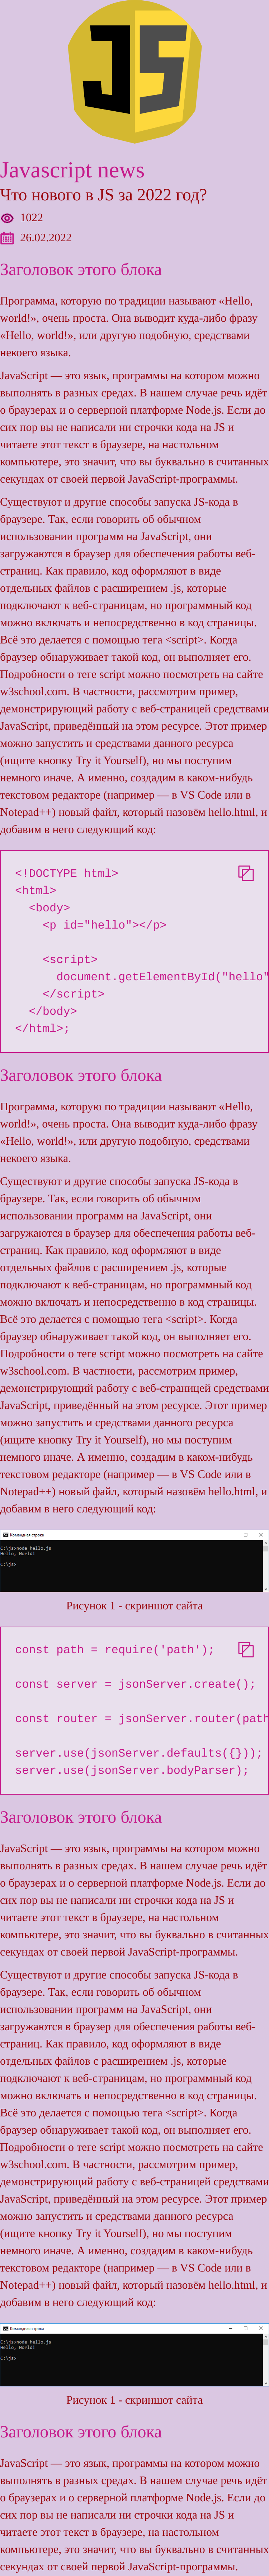 JS
Javascript news
Что нового в JS за 2022 год?
1022
26.02.2022
Заголовок этого блока
Программа, которую по традиции называют «Hello,
world!», очень проста. Она выводит куда-либо фразу
«Hello, world!», или другую подобную, средствами
некоего языка.
JavaScript — это язык, программы на котором можно
выполнять в разных средах. В нашем случае речь идёт
о браузерах и о серверной платформе Node.js. Если до
сих пор вы не написали ни строчки кода на JS и
читаете этот текст в браузере, на настольном
компьютере, это значит, что вы буквально в считанных
секундах от своей первой JavaScript-программы.
Существуют и другие способы запуска JS-кода в
браузере. Так, если говорить об обычном
использовании программ на JavaScript, они
загружаются в браузер для обеспечения работы веб-
страниц. Как правило, код оформляют в виде
отдельных файлов с расширением .js, которые
подключают к веб-страницам, но программный код
можно включать и непосредственно в код страницы.
Всё это делается с помощью тега <script>. Когда
браузер обнаруживает такой код, он выполняет его.
Подробности о теге script можно посмотреть на сайте
w3school.com. В частности, рассмотрим пример,
демонстрирующий работу с веб-страницей средствами
JavaScript, приведённый на этом ресурсе. Этот пример
можно запустить и средствами данного ресурса
(ищите кнопку Try it Yourself), но мы поступим
немного иначе. А именно, создадим в каком-нибудь
текстовом редакторе (например — в VS Code или в
Notepad++) новый файл, который назовём hello.html, и
добавим в него следующий код:
<!DOCTYPE html>
<html>
<body>
<p id="hello"></p>
<script>
document.getElementById("hello"
</script>
</body>
</html>;
Заголовок этого блока
Программа, которую по традиции называют «Hello,
world!», очень проста. Она выводит куда-либо фразу
«Hello, world!», или другую подобную, средствами
некоего языка.
Существуют и другие способы запуска JS-кода в
браузере. Так, если говорить об обычном
использовании программ на JavaScript, они
загружаются в браузер для обеспечения работы веб-
страниц. Как правило, код оформляют в виде
отдельных файлов с расширением .js, которые
подключают к веб-страницам, но программный код
можно включать и непосредственно в код страницы.
Всё это делается с помощью тега <script>. Когда
браузер обнаруживает такой код, он выполняет его.
Подробности о теге script можно посмотреть на сайте
w3school.com. В частности, рассмотрим пример,
демонстрирующий работу с веб-страницей средствами
JavaScript, приведённый на этом ресурсе. Этот пример
можно запустить и средствами данного ресурса
(ищите кнопку Try it Yourself), но мы поступим
немного иначе. А именно, создадим в каком-нибудь
текстовом редакторе (например — в VS Code или в
Notepad++) новый файл, который назовём hello.html, и
добавим в него следующий код:
Командная строка
C:\js>node hello.js
Hello, World!
C:\js>
Рисунок 1 - скриншот сайта
const path = require('path');
const server = jsonServer.create();
const router = jsonServer.router(path
server.use(jsonServer.defaults({}));
server.use(jsonServer.bodyParser);
Заголовок этого блока
JavaScript — это язык, программы на котором можно
выполнять в разных средах. В нашем случае речь идёт
о браузерах и о серверной платформе Node.js. Если до
сих пор вы не написали ни строчки кода на JS и
читаете этот текст в браузере, на настольном
компьютере, это значит, что вы буквально в считанных
секундах от своей первой JavaScript-программы.
Существуют и другие способы запуска JS-кода в
браузере. Так, если говорить об обычном
использовании программ на JavaScript, они
загружаются в браузер для обеспечения работы веб-
страниц. Как правило, код оформляют в виде
отдельных файлов с расширением .js, которые
подключают к веб-страницам, но программный код
можно включать и непосредственно в код страницы.
Всё это делается с помощью тега <script>. Когда
браузер обнаруживает такой код, он выполняет его.
Подробности о теге script можно посмотреть на сайте
w3school.com. В частности, рассмотрим пример,
демонстрирующий работу с веб-страницей средствами
JavaScript, приведённый на этом ресурсе. Этот пример
можно запустить и средствами данного ресурса
(ищите кнопку Try it Yourself), но мы поступим
немного иначе. А именно, создадим в каком-нибудь
текстовом редакторе (например — в VS Code или в
Notepad++) новый файл, который назовём hello.html, и
добавим в него следующий код:
Командная строка
C:\js>node hello.js
Hello, World!
C:\js>
Рисунок 1 - скриншот сайта
Заголовок этого блока
JavaScript — это язык, программы на котором можно
выполнять в разных средах. В нашем случае речь идёт
о браузерах и о серверной платформе Node.js. Если до
сих пор вы не написали ни строчки кода на JS и
читаете этот текст в браузере, на настольном
компьютере, это значит, что вы буквально в считанных
секундах от своей первой JavaScript-программы.